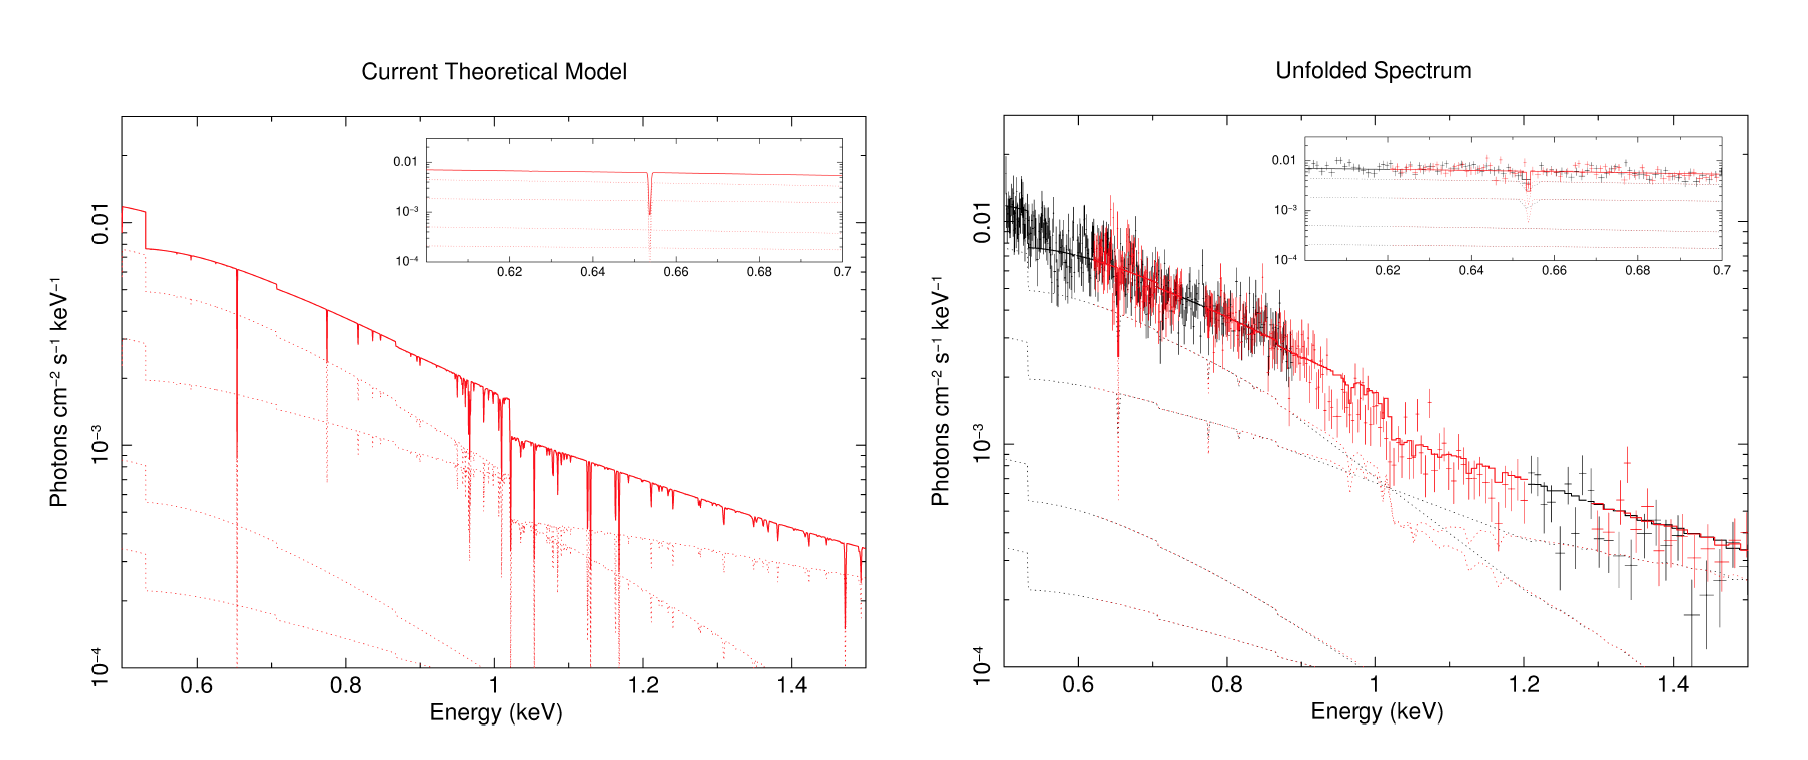 Current Theoretical Model
Photons cm−2 s−1 keV−1
0.01
10−3
10−4
0.01
10−3
10−4
0.62 0.64 0.66 0.68 0.7
0.6 0.8 1 1.2 1.4
Energy (keV)
Unfolded Spectrum
Photons cm−2 s−1 keV−1
0.01
10−3
10−4
0.01
10−3
10−4
0.62 0.64 0.66 0.68 0.7
0.6 0.8 1 1.2 1.4
Energy (keV)